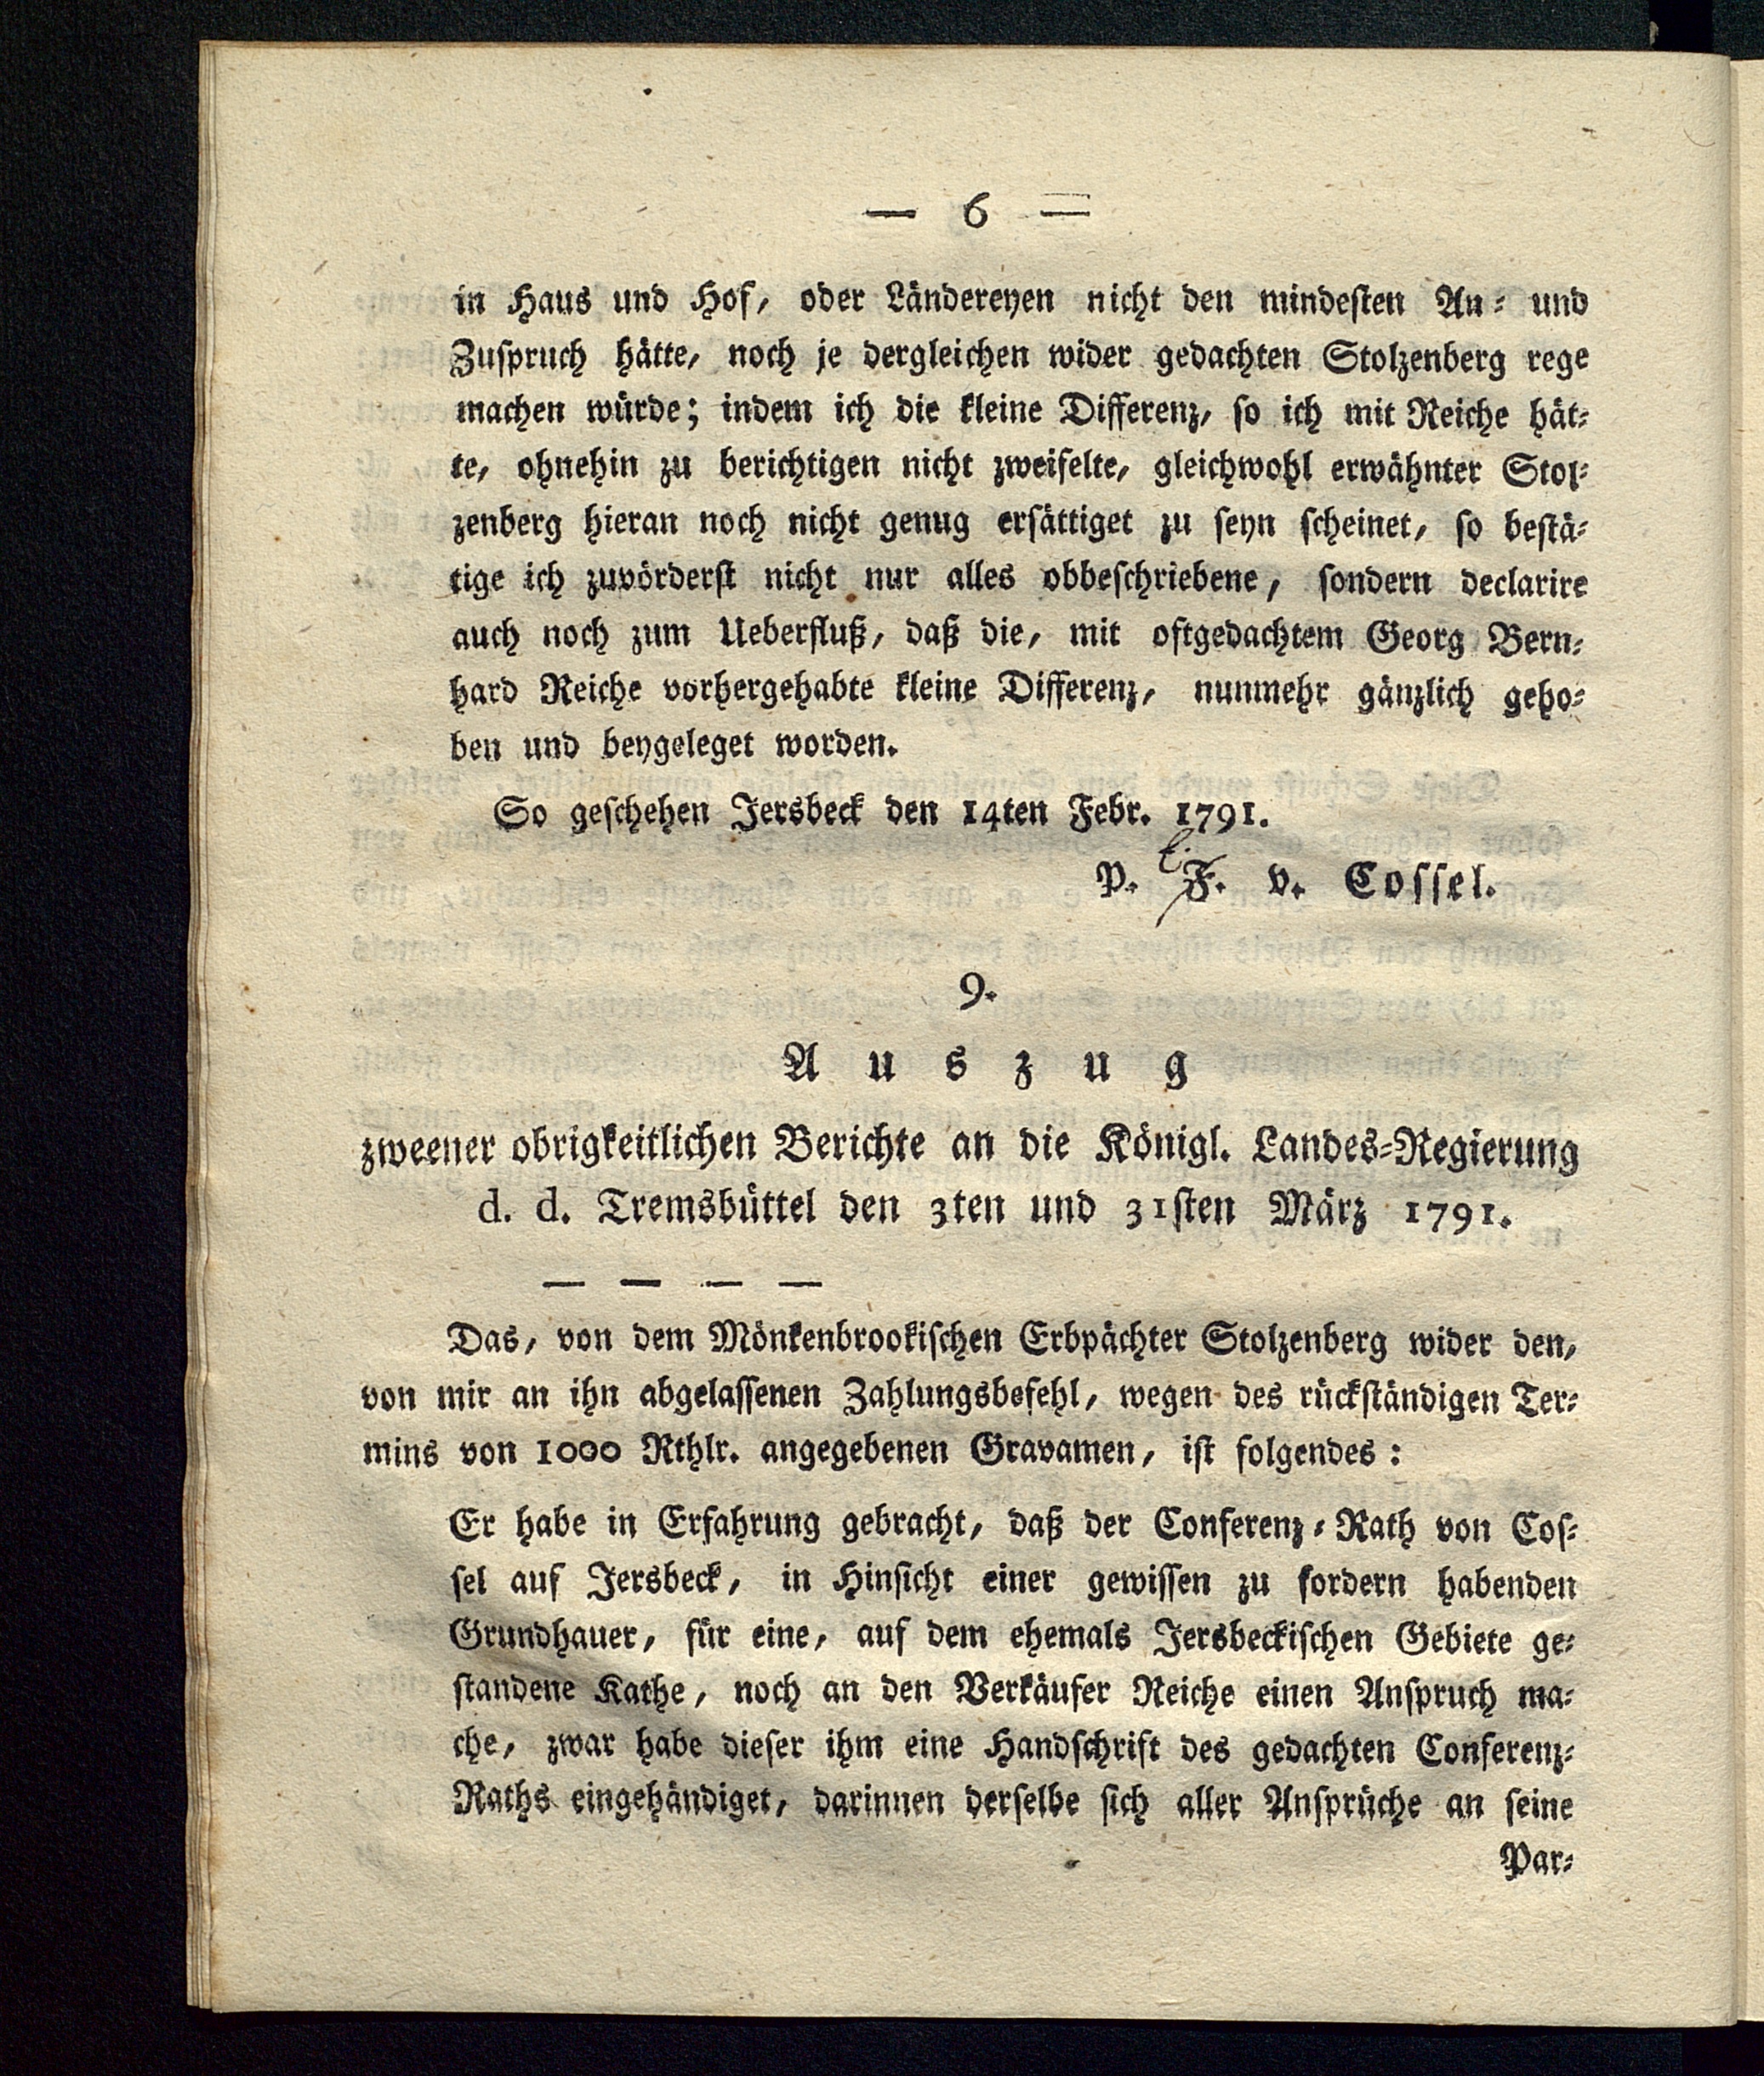 — 6 —
in Haus und Hof, oder Ländereyen nicht den mindesten An- und
Zuspruch hätte, noch je dergleichen wider gedachten Stolzenberg rege
machen würde; indem ich die kleine Differenz, so ich mit Reiche hät-
te, ohnehin zu berichtigen nicht zweifelte, gleichwohl erwähnter Stol-
zenberg hieran noch nicht genug ersättiget zu seyn scheinet, so bestä-
tige ich zuvörderst nicht nur alles obbeschriebene, sondern declarire
auch noch zum Ueberfluß, daß die, mit oftgedachtem Georg Bern-
hard Reiche vorhergehabte kleine Differenz, nunmehr gänzlich geho-
ben und beygeleget worden.
So geschehen Jersbeck den 14ten Febr. 1791.
P. F. v. Cossel.
9.
Auszug
zweener obrigkeitlichen Berichte an die Königl. Landes-Regierung
d. d. Tremsbüttel den 3ten und 31sten März 1791.
— — — —
Das, von dem Mönkenbrookischen Erbpächter Stolzenberg wider den,
von mir an ihn abgelassenen Zahlungsbefehl, wegen des rückständigen Ter-
mins von 1000 Rthlr. angegebenen Gravamen, ist folgendes:
Er habe in Erfahrung gebracht, daß der Conferenz-Rath von Cos-
sel auf Jersbeck, in Hinsicht einer gewissen zu fordern habenden
Grundhauer, für eine, auf dem ehemals Jersbeckischen Gebiete ge-
standene Kathe, noch an den Verkäufer Reiche einen Anspruch ma-
che, zwar habe dieser ihm eine Handschrift des gedachten Conferenz-
Raths eingehändiget, darinnen derselbe sich aller Ansprüche an seine
Par-